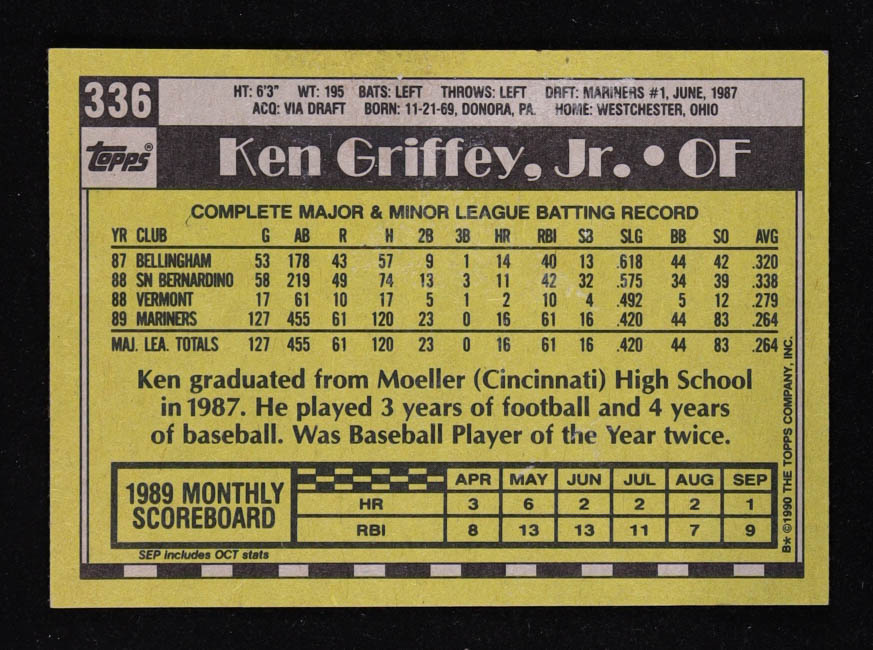 336
HT: 6'3" WT: 195 BATS: LEFT THROWS: LEFT DRFT: MARINERS #1, JUNE, 1987
ACQ: VIA DRAFT BORN: 11-21-69, DONORA, PA. HOME: WESTCHESTER, OHIO
TOPPS®
Ken Griffey, Jr. • OF
COMPLETE MAJOR & MINOR LEAGUE BATTING RECORD
YR CLUB G AB R H 2B 3B HR RBI SB SLG BB SO AVG
87 BELLINGHAM 53 178 43 57 9 1 14 40 13 .618 44 42 .320
88 SN BERNARDINO 58 219 49 74 13 3 11 42 32 .575 34 39 .338
88 VERMONT 17 61 10 17 5 1 2 10 4 .492 5 12 .279
89 MARINERS 127 455 61 120 23 0 16 61 16 .420 44 83 .264
MAJ. LEA. TOTALS 127 455 61 120 23 0 16 61 16 .420 44 83 .264
Ken graduated from Moeller (Cincinnati) High School
in 1987. He played 3 years of football and 4 years
of baseball. Was Baseball Player of the Year twice.
1989 MONTHLY
SCOREBOARD
APR MAY JUN JUL AUG SEP
HR 3 6 2 2 2 1
RBI 8 13 13 11 7 9
SEP includes OCT stats
B* ©1990 THE TOPPS COMPANY, INC.